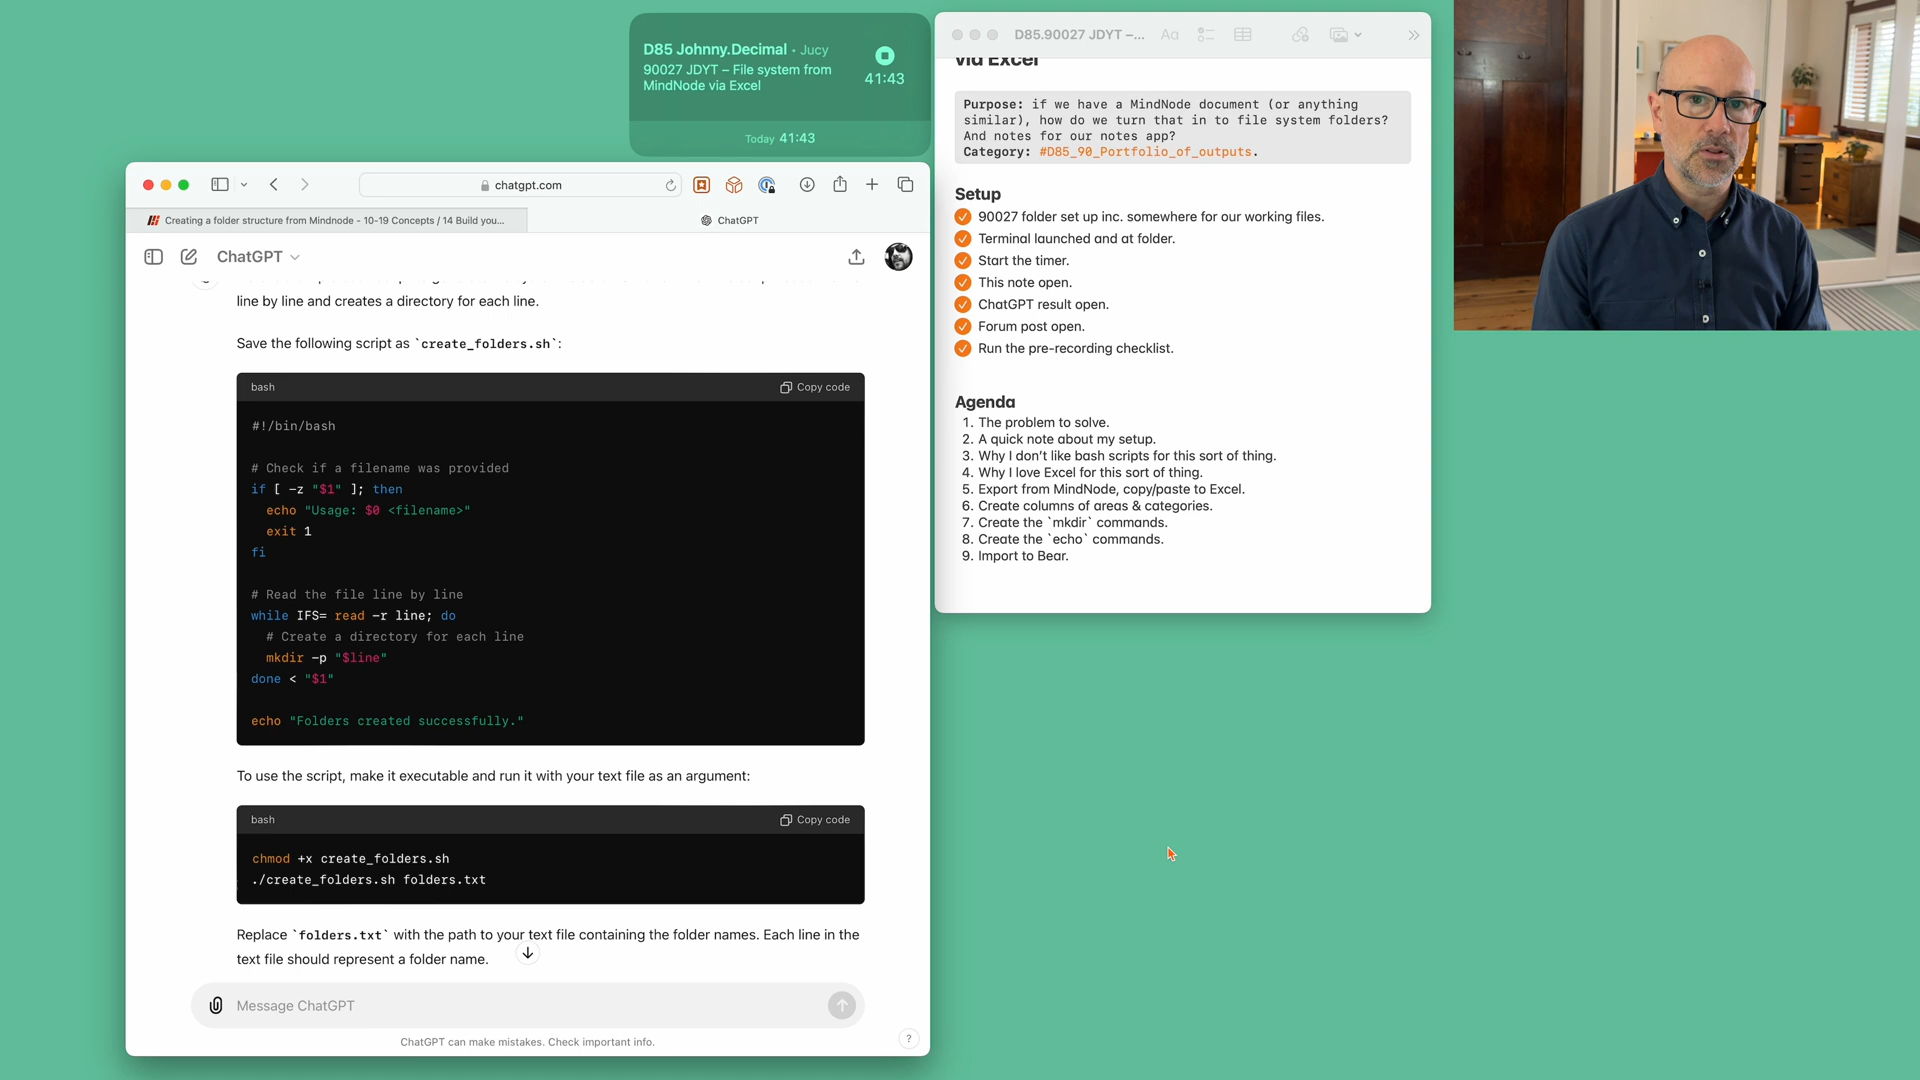 D85 Johnny.Decimal • Jucy
90027 JDYT – File system from
MindNode via Excel
41:43
Today 41:43
D85.90027 JDYT –...
via Excel
Purpose: if we have a MindNode document (or anything
similar), how do we turn that in to file system folders?
And notes for our notes app?
Category: #D85_90_Portfolio_of_outputs.
Setup
90027 folder set up inc. somewhere for our working files.
Terminal launched and at folder.
Start the timer.
This note open.
ChatGPT result open.
Forum post open.
Run the pre-recording checklist.
Agenda
1. The problem to solve.
2. A quick note about my setup.
3. Why I don't like bash scripts for this sort of thing.
4. Why I love Excel for this sort of thing.
5. Export from MindNode, copy/paste to Excel.
6. Create columns of areas & categories.
7. Create the `mkdir` commands.
8. Create the `echo` commands.
9. Import to Bear.
chatgpt.com
Creating a folder structure from Mindnode - 10-19 Concepts / 14 Build you...
ChatGPT
ChatGPT
line by line and creates a directory for each line.
Save the following script as `create_folders.sh`:
bash
Copy code
#!/bin/bash
# Check if a filename was provided
if [ -z "$1" ]; then
echo "Usage: $0 <filename>"
exit 1
fi
# Read the file line by line
while IFS= read -r line; do
# Create a directory for each line
mkdir -p "$line"
done < "$1"
echo "Folders created successfully."
To use the script, make it executable and run it with your text file as an argument:
bash
Copy code
chmod +x create_folders.sh
./create_folders.sh folders.txt
Replace `folders.txt` with the path to your text file containing the folder names. Each line in the
text file should represent a folder name.
Message ChatGPT
ChatGPT can make mistakes. Check important info.
?